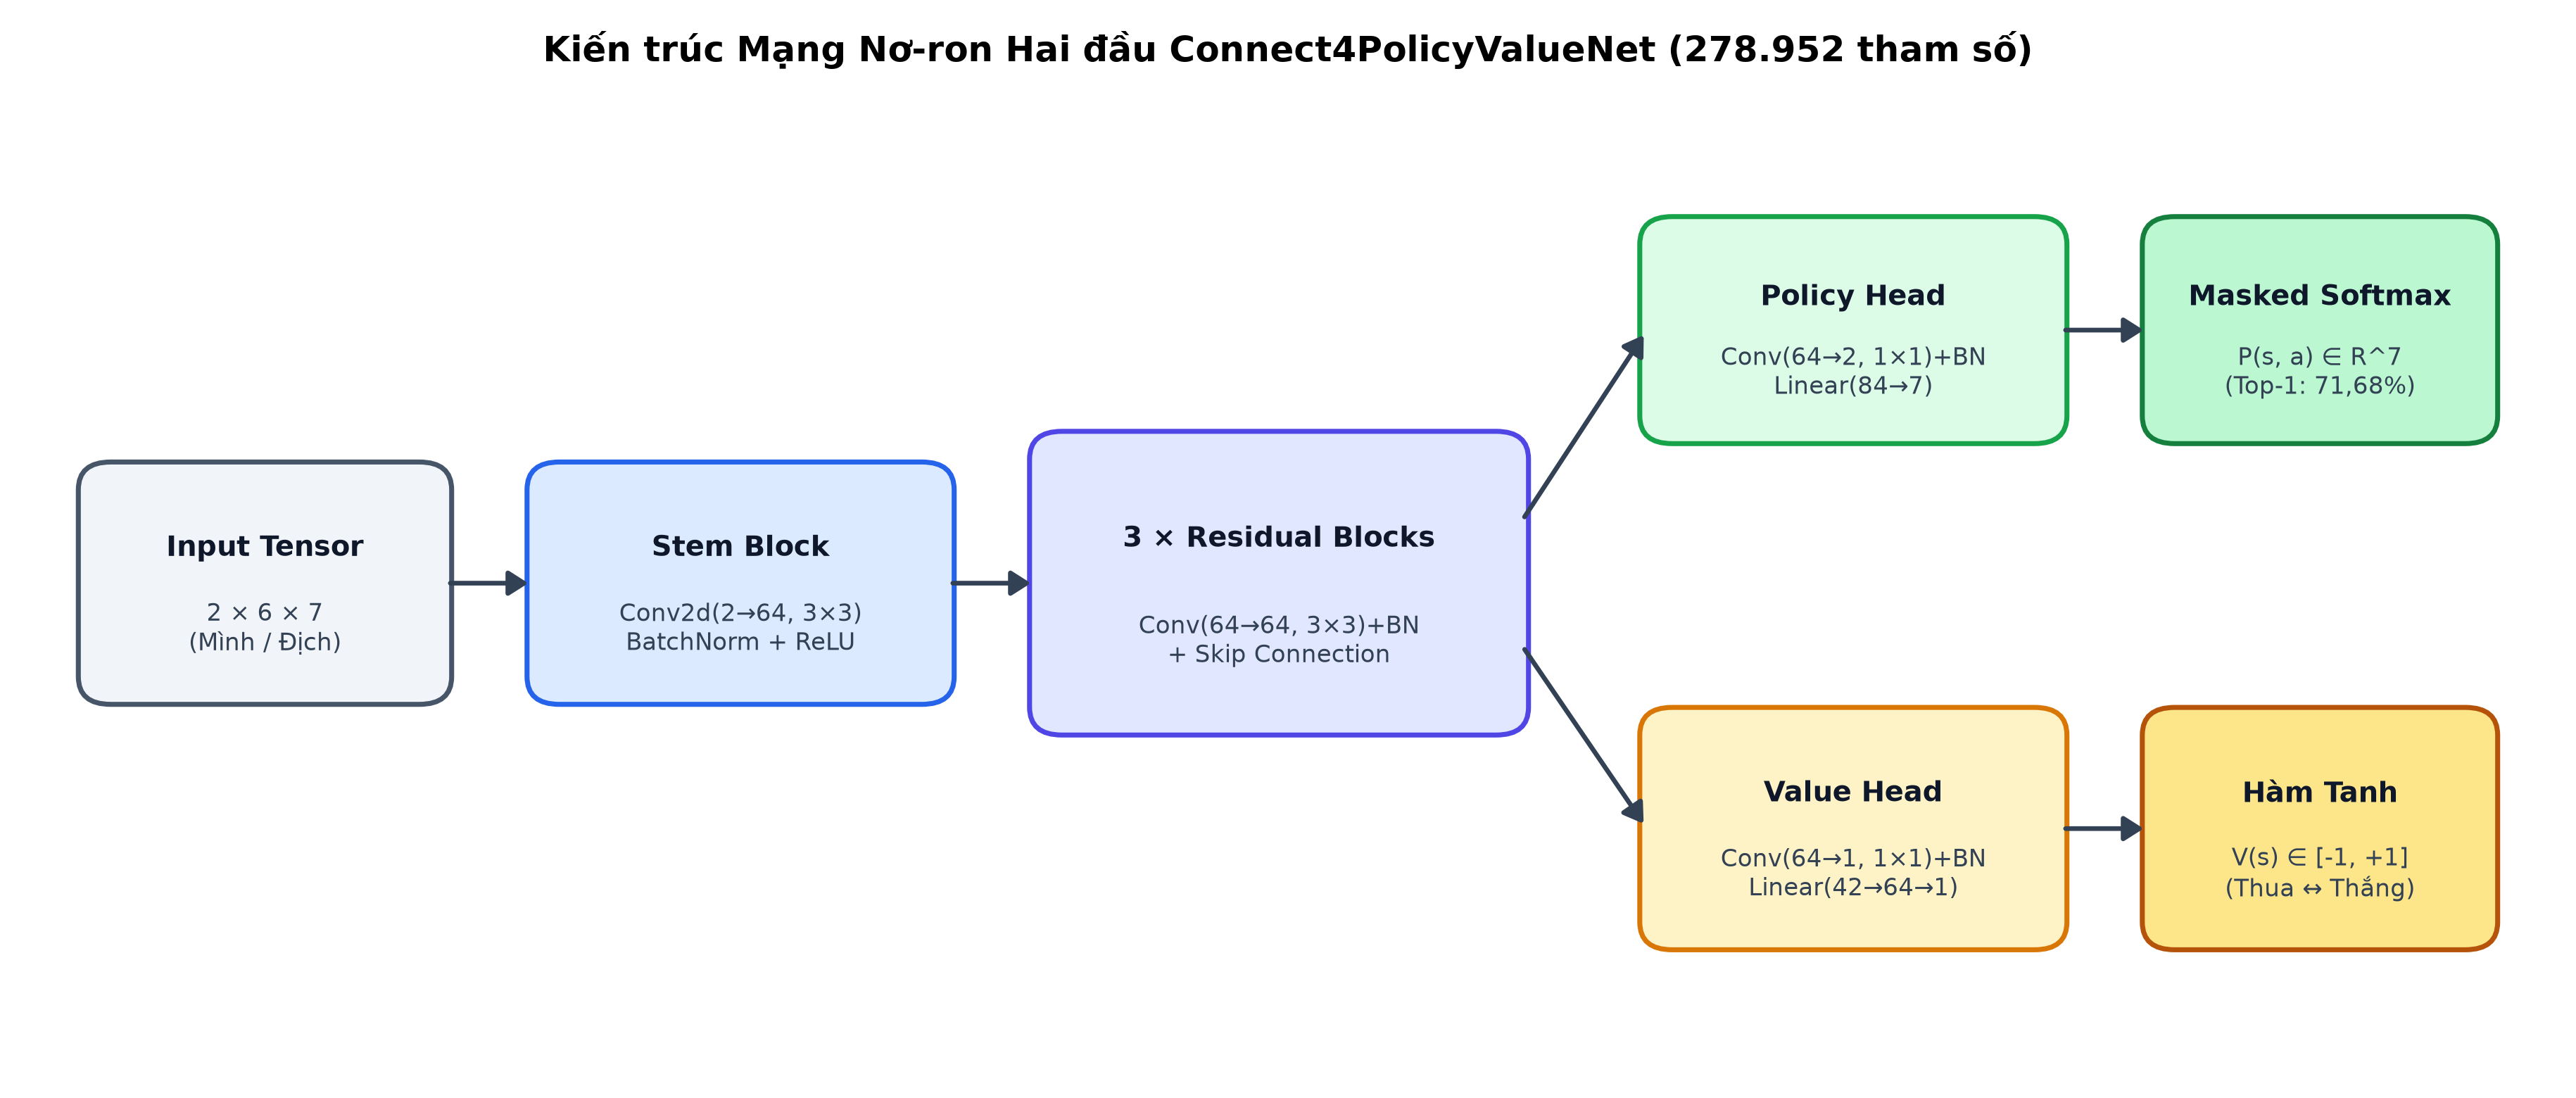 Kiến trúc Mạng Nơ-ron Hai đầu Connect4PolicyValueNet (278.952 tham số)
Input Tensor
2 × 6 × 7
(Mình / Địch)
Stem Block
Conv2d(2→64, 3×3)
BatchNorm + ReLU
3 × Residual Blocks
Conv(64→64, 3×3)+BN
+ Skip Connection
Policy Head
Conv(64→2, 1×1)+BN
Linear(84→7)
Masked Softmax
P(s, a) ∈ R^7
(Top-1: 71,68%)
Value Head
Conv(64→1, 1×1)+BN
Linear(42→64→1)
Hàm Tanh
V(s) ∈ [-1, +1]
(Thua ↔ Thắng)